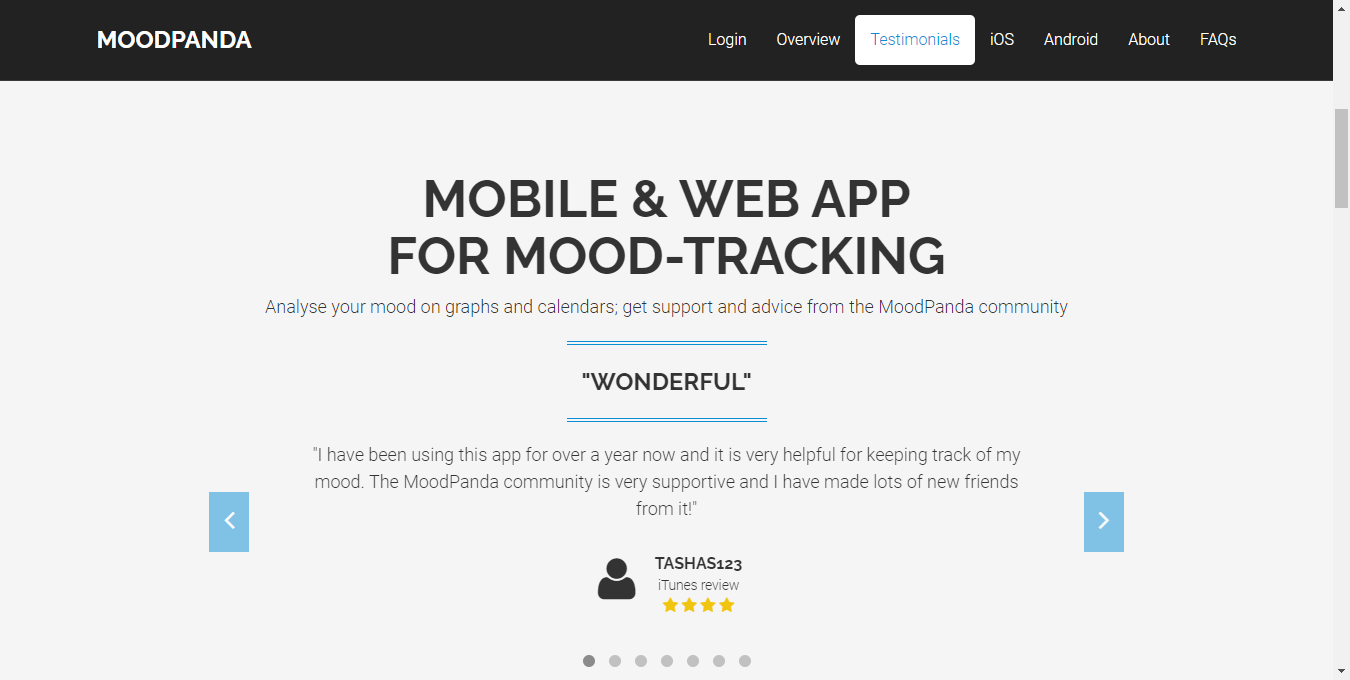 MOODPANDA
Login Overview Testimonials iOS Android About FAQs
MOBILE & WEB APP
FOR MOOD-TRACKING
Analyse your mood on graphs and calendars; get support and advice from the MoodPanda community
"WONDERFUL"
"I have been using this app for over a year now and it is very helpful for keeping track of my
mood. The MoodPanda community is very supportive and I have made lots of new friends
from it!"
TASHAS123
iTunes review